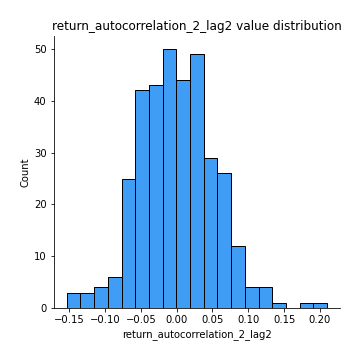 return_autocorrelation_2_lag2 value distribution
50
40
30
20
10
0
Count
−0.15 −0.10 −0.05 0.00 0.05 0.10 0.15 0.20
return_autocorrelation_2_lag2